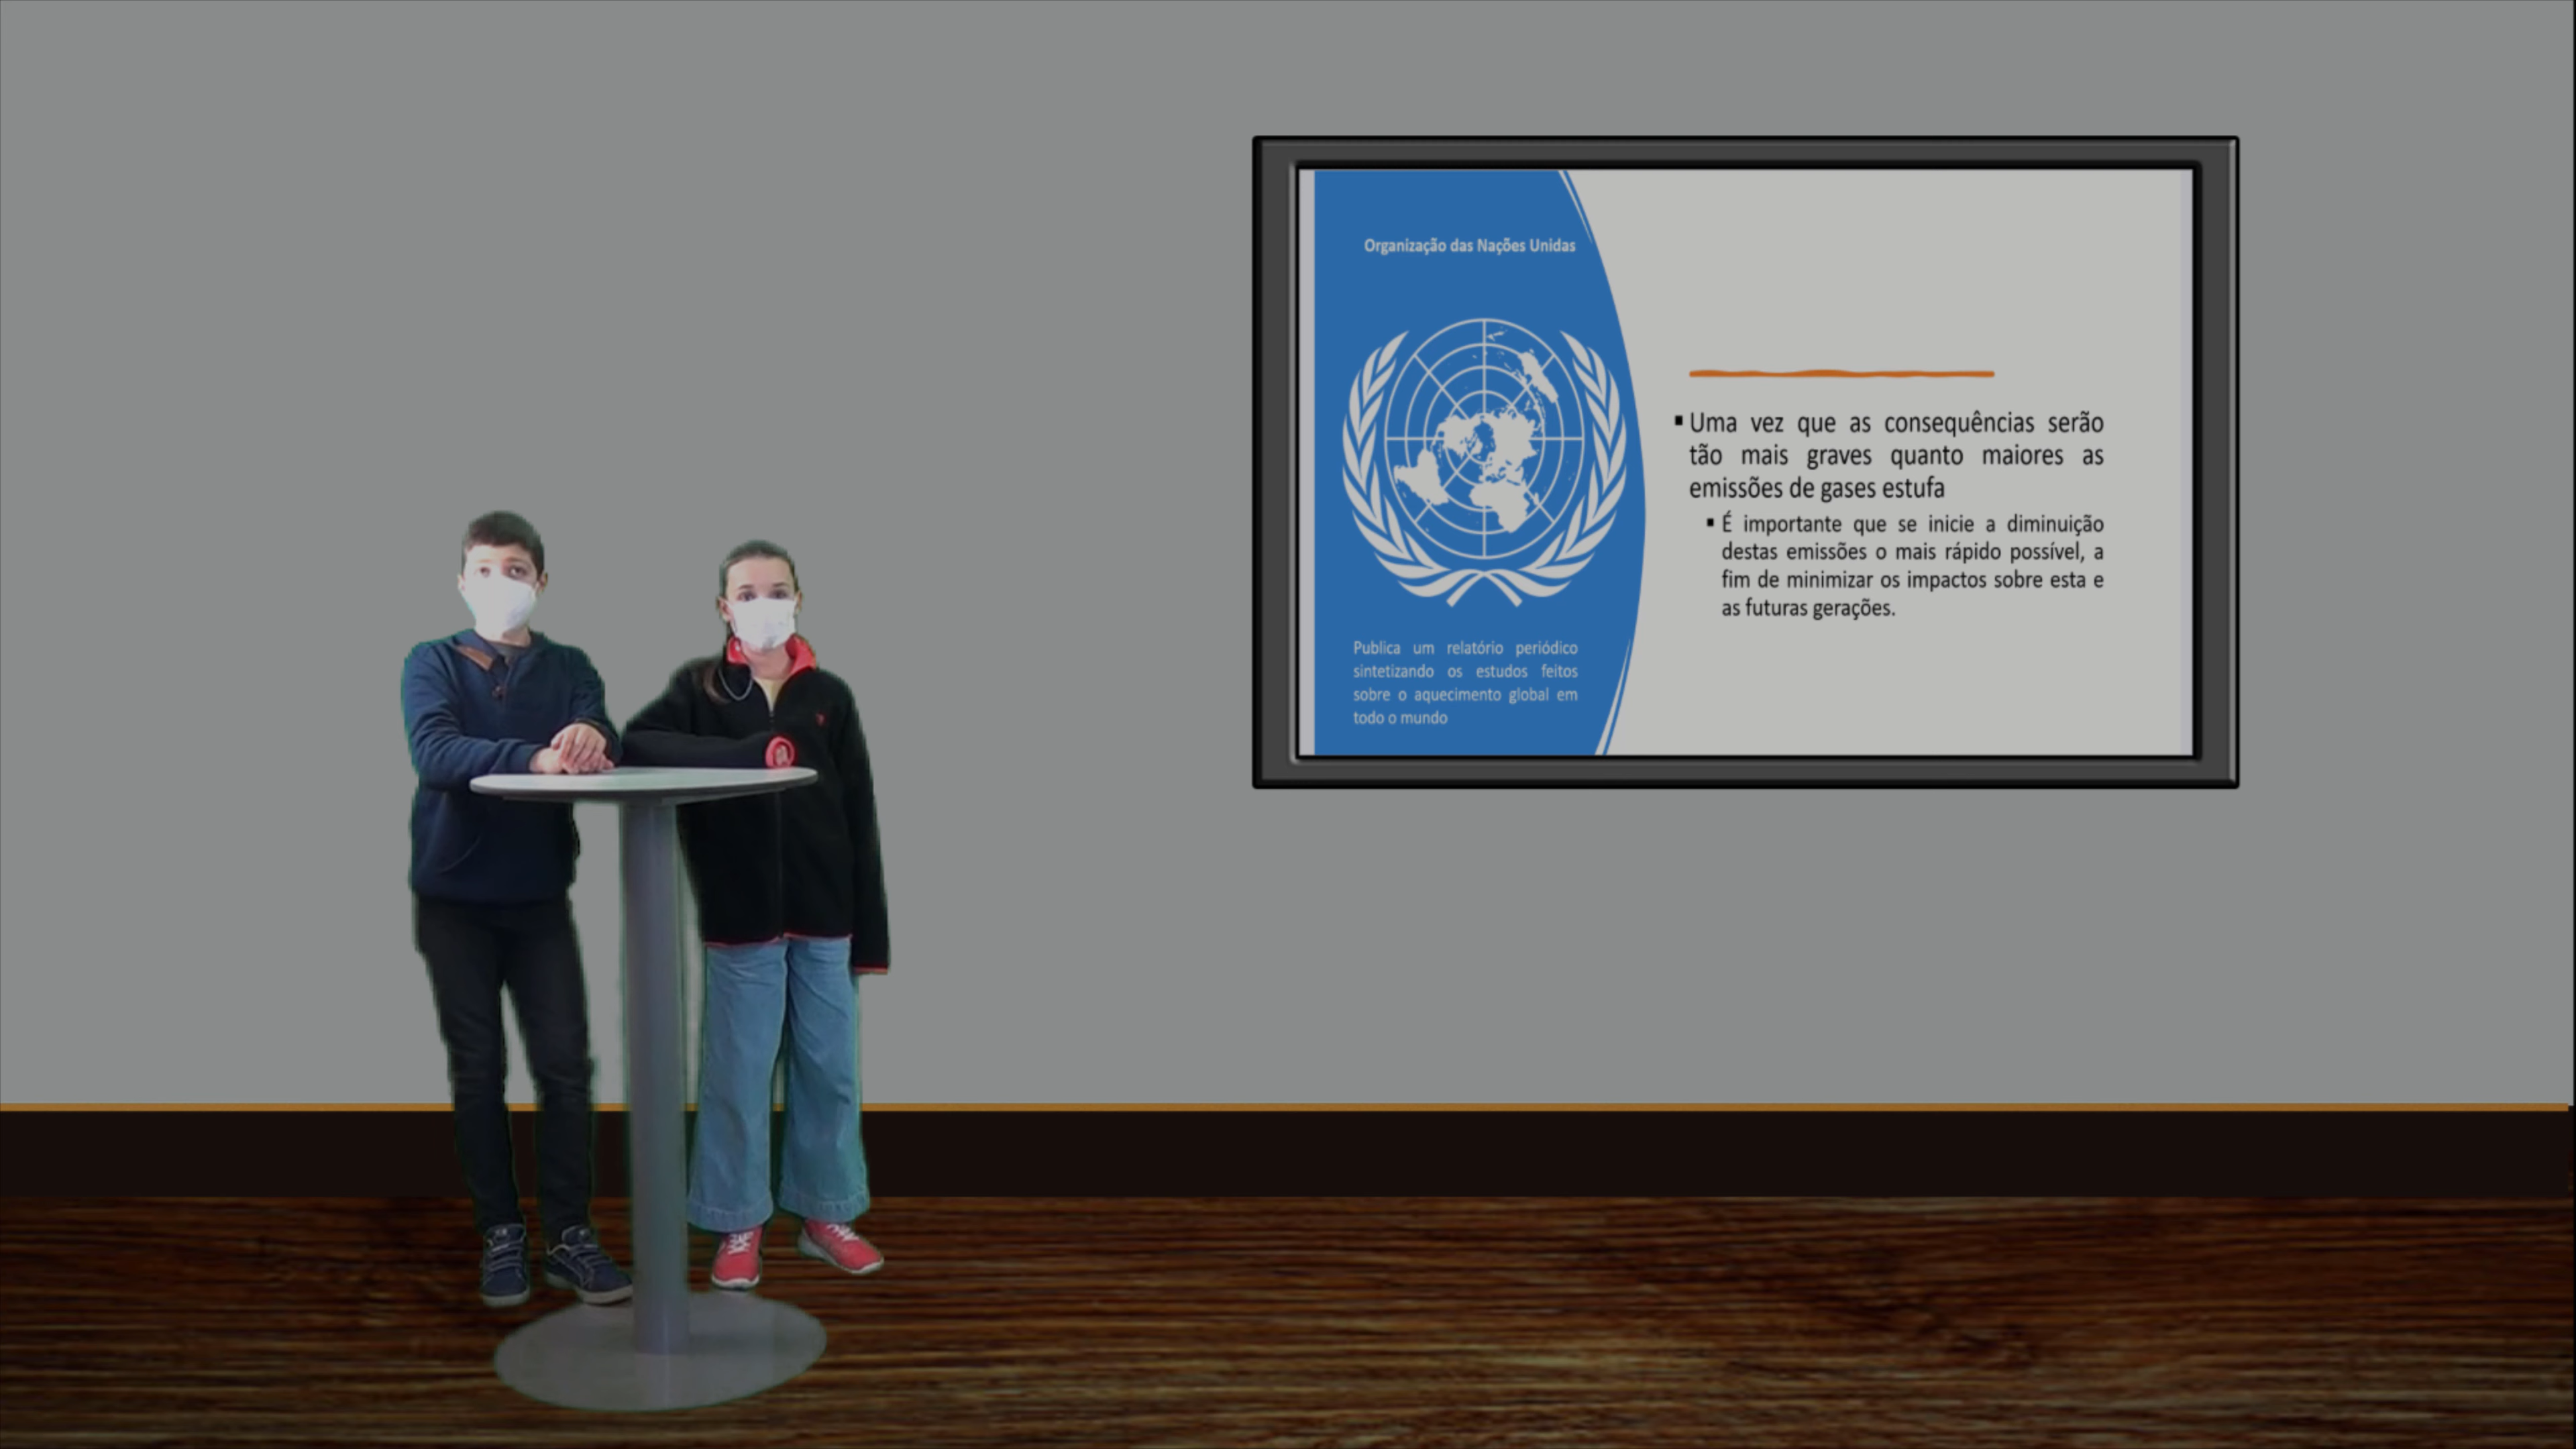 Organização das Nações Unidas
Publica um relatório periódico
sintetizando os estudos feitos
sobre o aquecimento global em
todo o mundo
Uma vez que as consequências serão
tão mais graves quanto maiores as
emissões de gases estufa
É importante que se inicie a diminuição
destas emissões o mais rápido possível, a
fim de minimizar os impactos sobre esta e
as futuras gerações.